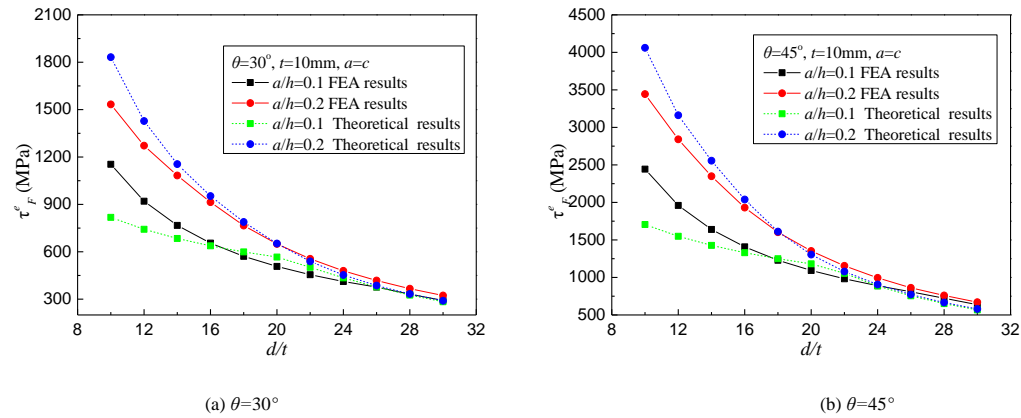 (a)
2100
1800
1500
1200
900
600
300
τᵉF (MPa)
θ=30°, t=10mm, a=c
a/h=0.1 FEA results
a/h=0.2 FEA results
a/h=0.1 Theoretical results
a/h=0.2 Theoretical results
8 12 16 20 24 28 32
d/t
(a) θ=30°
(b)
4500
4000
3500
3000
2500
2000
1500
1000
500
τᵉF (MPa)
θ=45°, t=10mm, a=c
a/h=0.1 FEA results
a/h=0.2 FEA results
a/h=0.1 Theoretical results
a/h=0.2 Theoretical results
8 12 16 20 24 28 32
d/t
(b) θ=45°